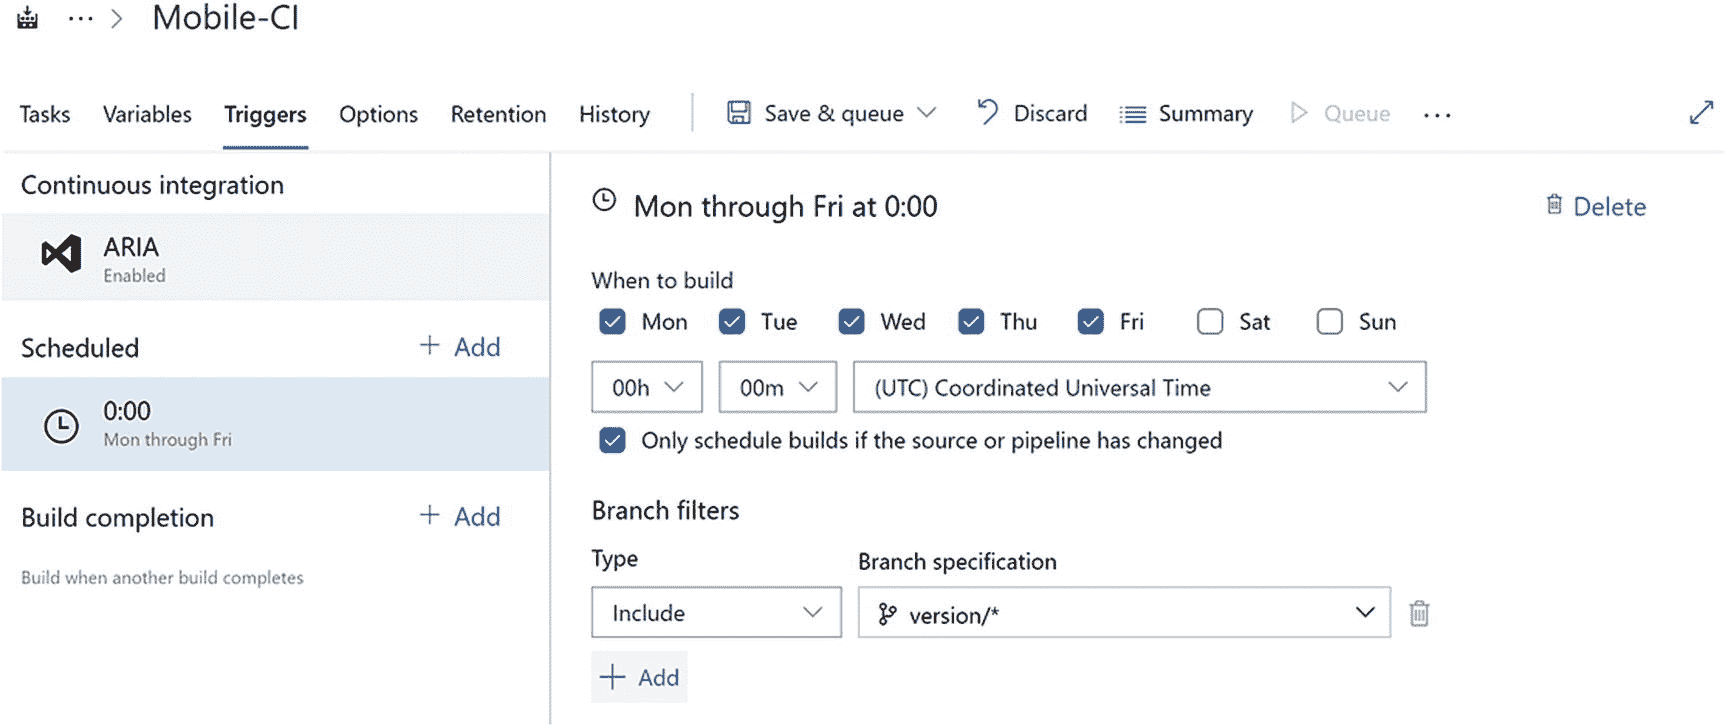 ... > Mobile-CI
Tasks Variables Triggers Options Retention History Save & queue Discard Summary Queue ...
Continuous integration
ARIA
Enabled
Scheduled + Add
0:00
Mon through Fri
Build completion + Add
Build when another build completes
Mon through Fri at 0:00 Delete
When to build
Mon Tue Wed Thu Fri Sat Sun
00h 00m (UTC) Coordinated Universal Time
Only schedule builds if the source or pipeline has changed
Branch filters
Type Branch specification
Include version/*
+ Add